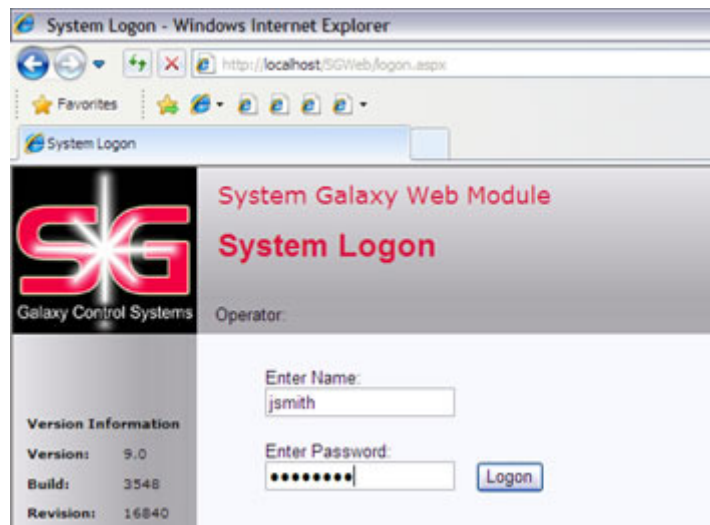 System Logon - Windows Internet Explorer
http://localhost/SGWeb/logon.aspx
Favorites
System Logon
SG
Galaxy Control Systems
System Galaxy Web Module
System Logon
Operator:
Enter Name:
jsmith
Enter Password:
••••••••
Logon
Version Information
Version: 9.0
Build: 3548
Revision: 16840